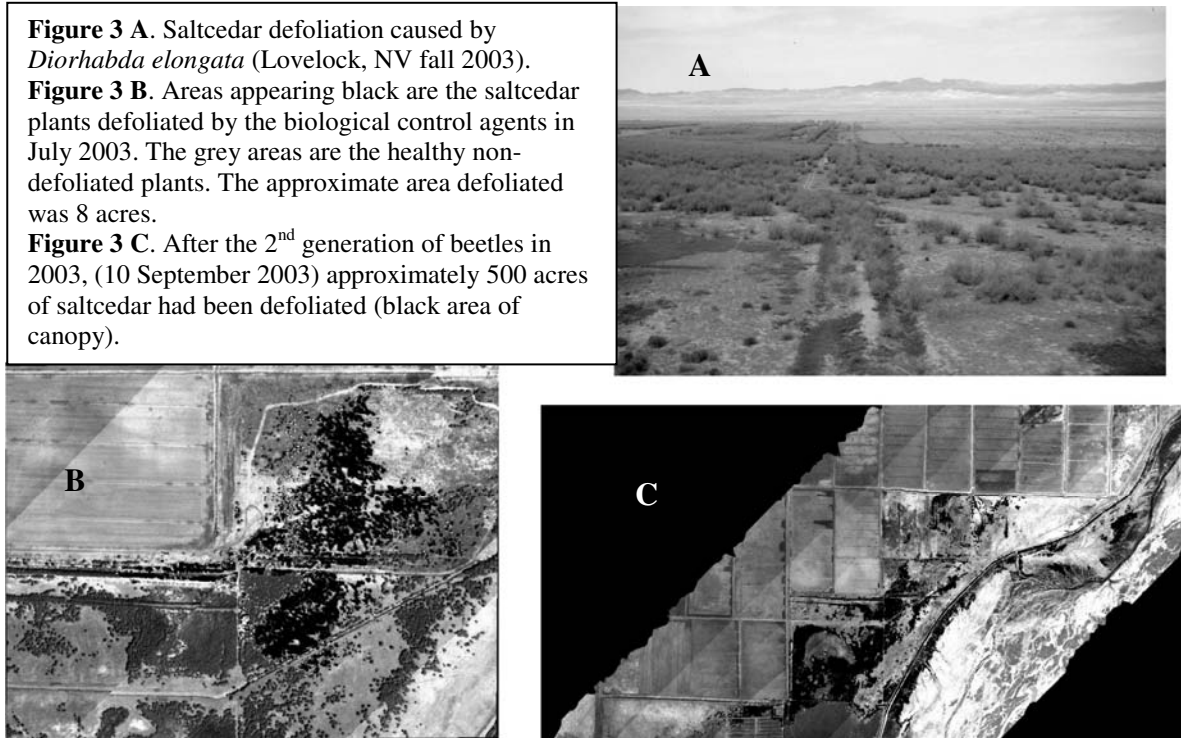 Figure 3 A. Saltcedar defoliation caused by
Diorhabda elongata (Lovelock, NV fall 2003).
Figure 3 B. Areas appearing black are the saltcedar
plants defoliated by the biological control agents in
July 2003. The grey areas are the healthy non-
defoliated plants. The approximate area defoliated
was 8 acres.
Figure 3 C. After the 2nd generation of beetles in
2003, (10 September 2003) approximately 500 acres
of saltcedar had been defoliated (black area of
canopy).
A
B
C